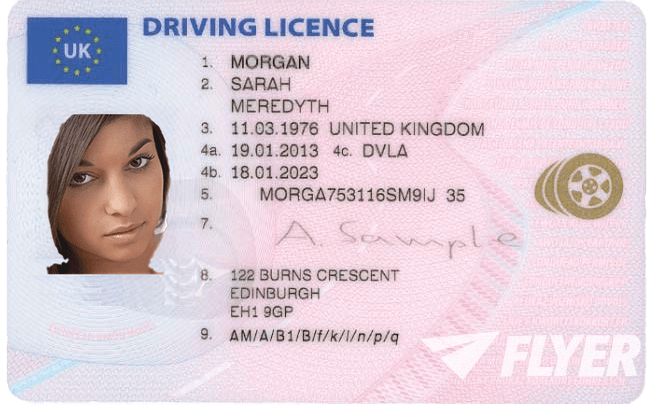 UK
DRIVING LICENCE
1. MORGAN
2. SARAH
MEREDYTH
3. 11.03.1976 UNITED KINGDOM
4a. 19.01.2013 4c. DVLA
4b. 18.01.2023
5. MORGA753116SM9IJ 35
7. A. Sample
8. 122 BURNS CRESCENT
EDINBURGH
EH1 9GP
9. AM/A/B1/B/f/k/l/n/p/q
FLYER